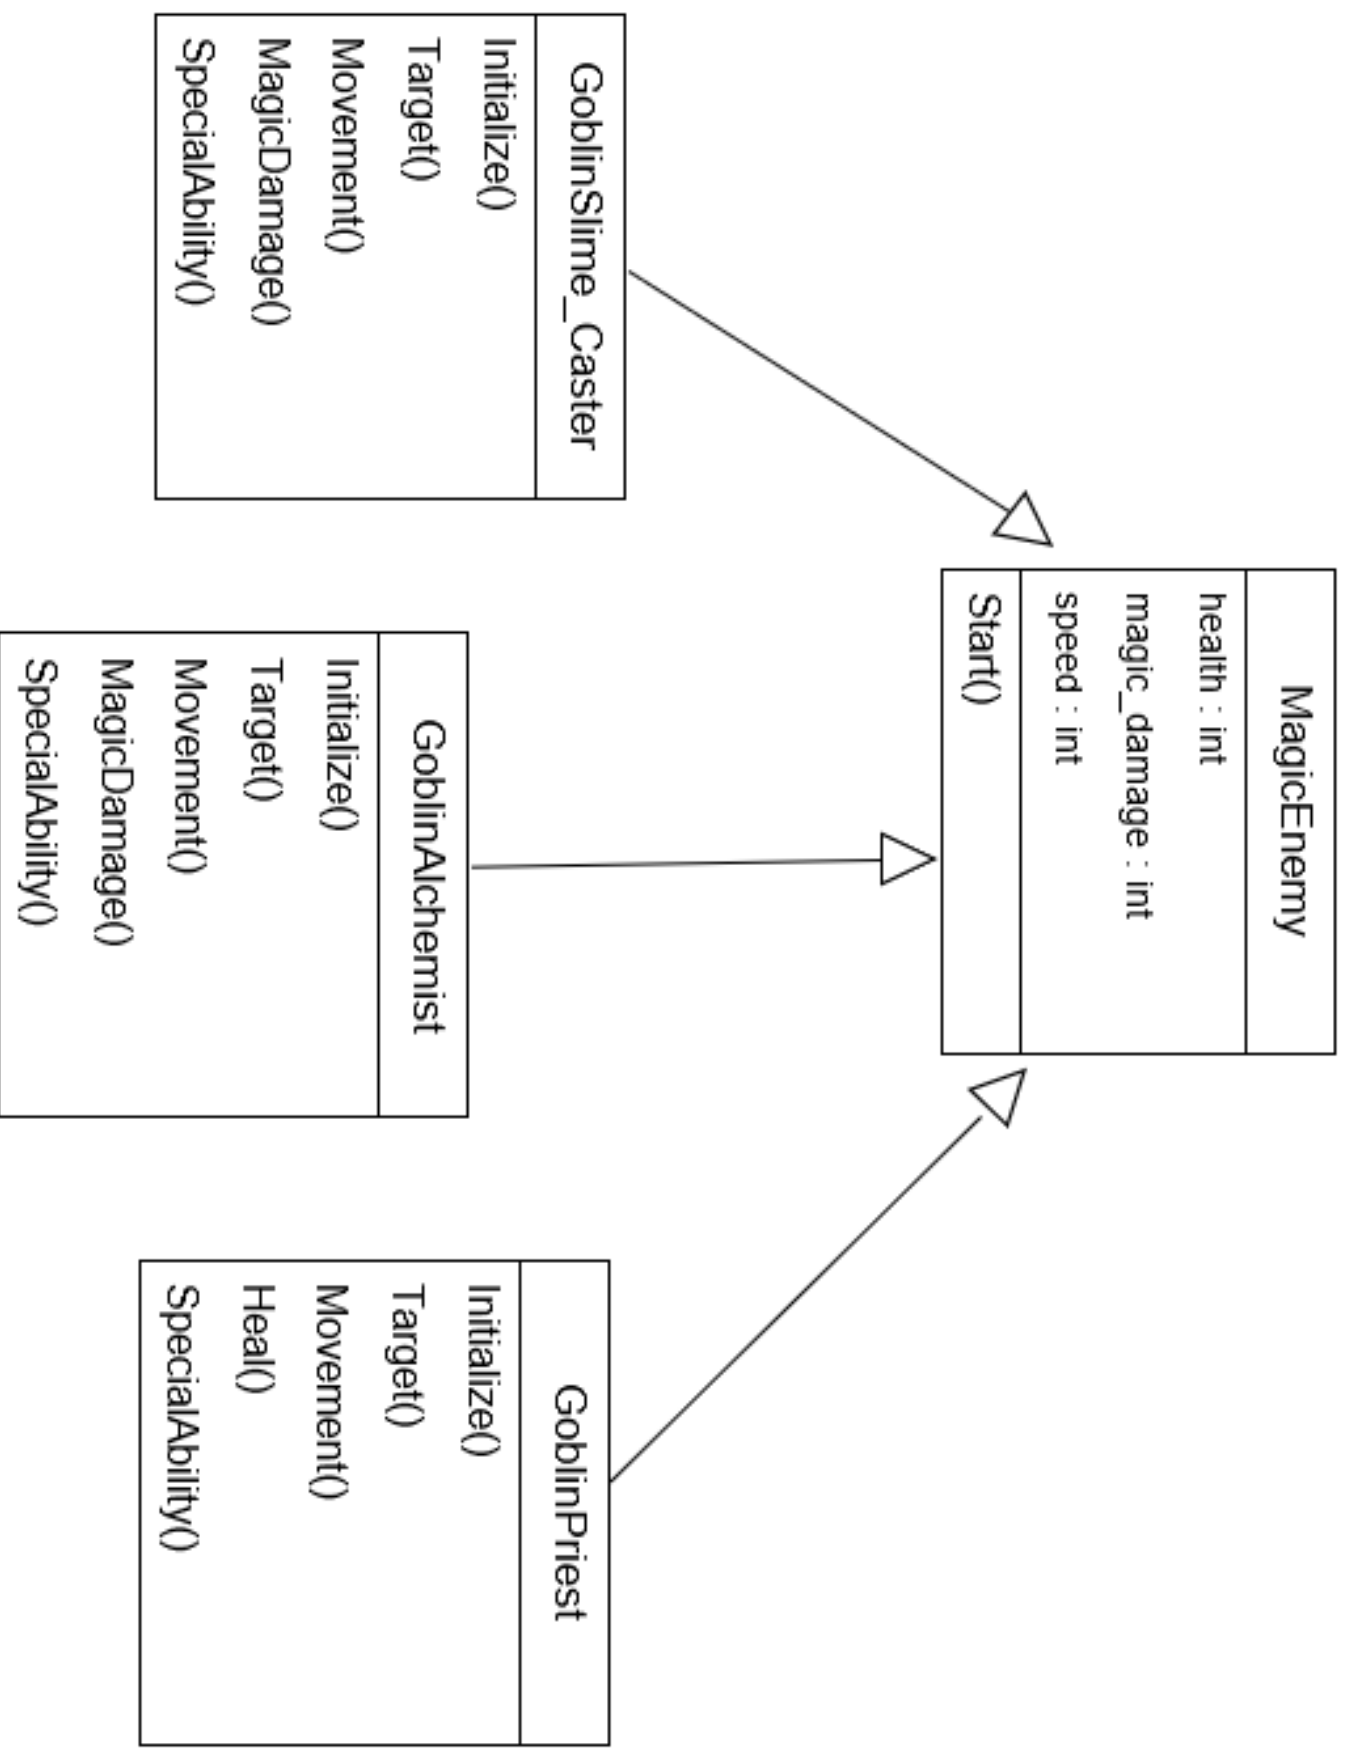 MagicEnemy
health : int
magic_damage : int
speed : int
Start()
GoblinSlime_Caster
Initialize()
Target()
Movement()
MagicDamage()
SpecialAbility()
GoblinAlchemist
Initialize()
Target()
Movement()
MagicDamage()
SpecialAbility()
GoblinPriest
Initialize()
Target()
Movement()
Heal()
SpecialAbility()